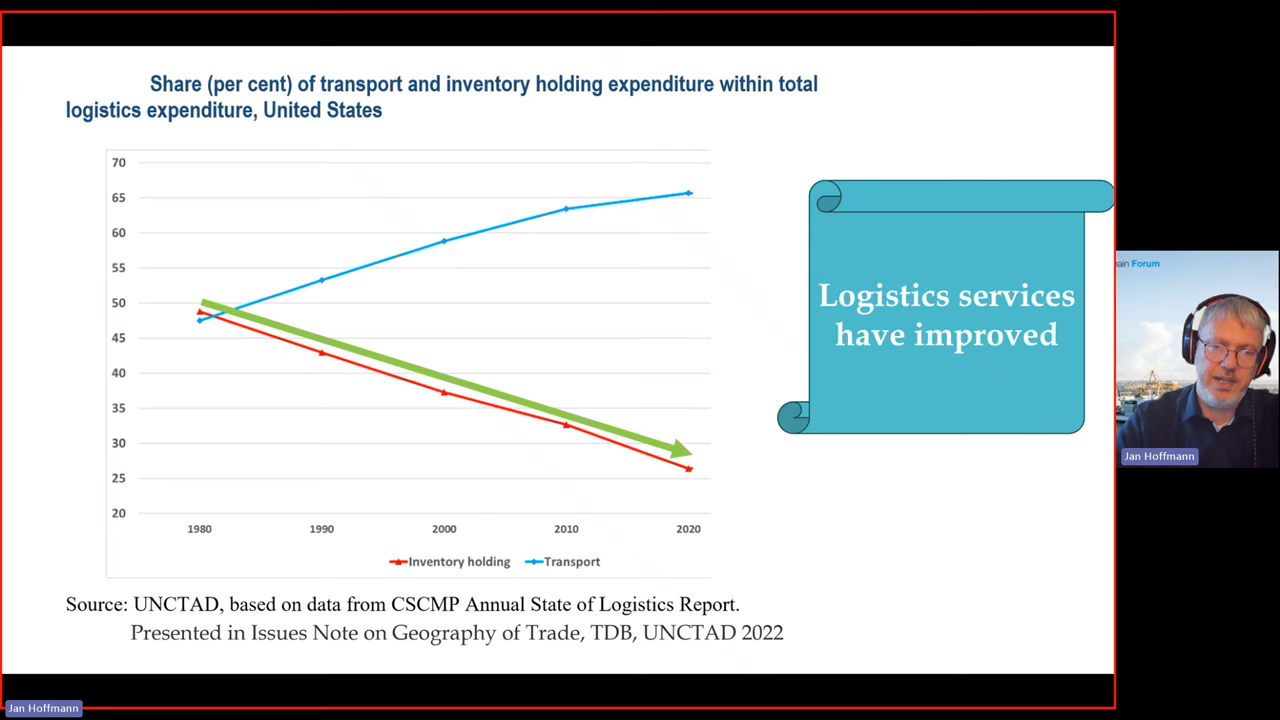 Share (per cent) of transport and inventory holding expenditure within total
logistics expenditure, United States
70
65
60
55
50
45
40
35
30
25
20
1980 1990 2000 2010 2020
Inventory holding Transport
Source: UNCTAD, based on data from CSCMP Annual State of Logistics Report.
Presented in Issues Note on Geography of Trade, TDB, UNCTAD 2022
Logistics services
have improved
ain Forum
Jan Hoffmann
Jan Hoffmann